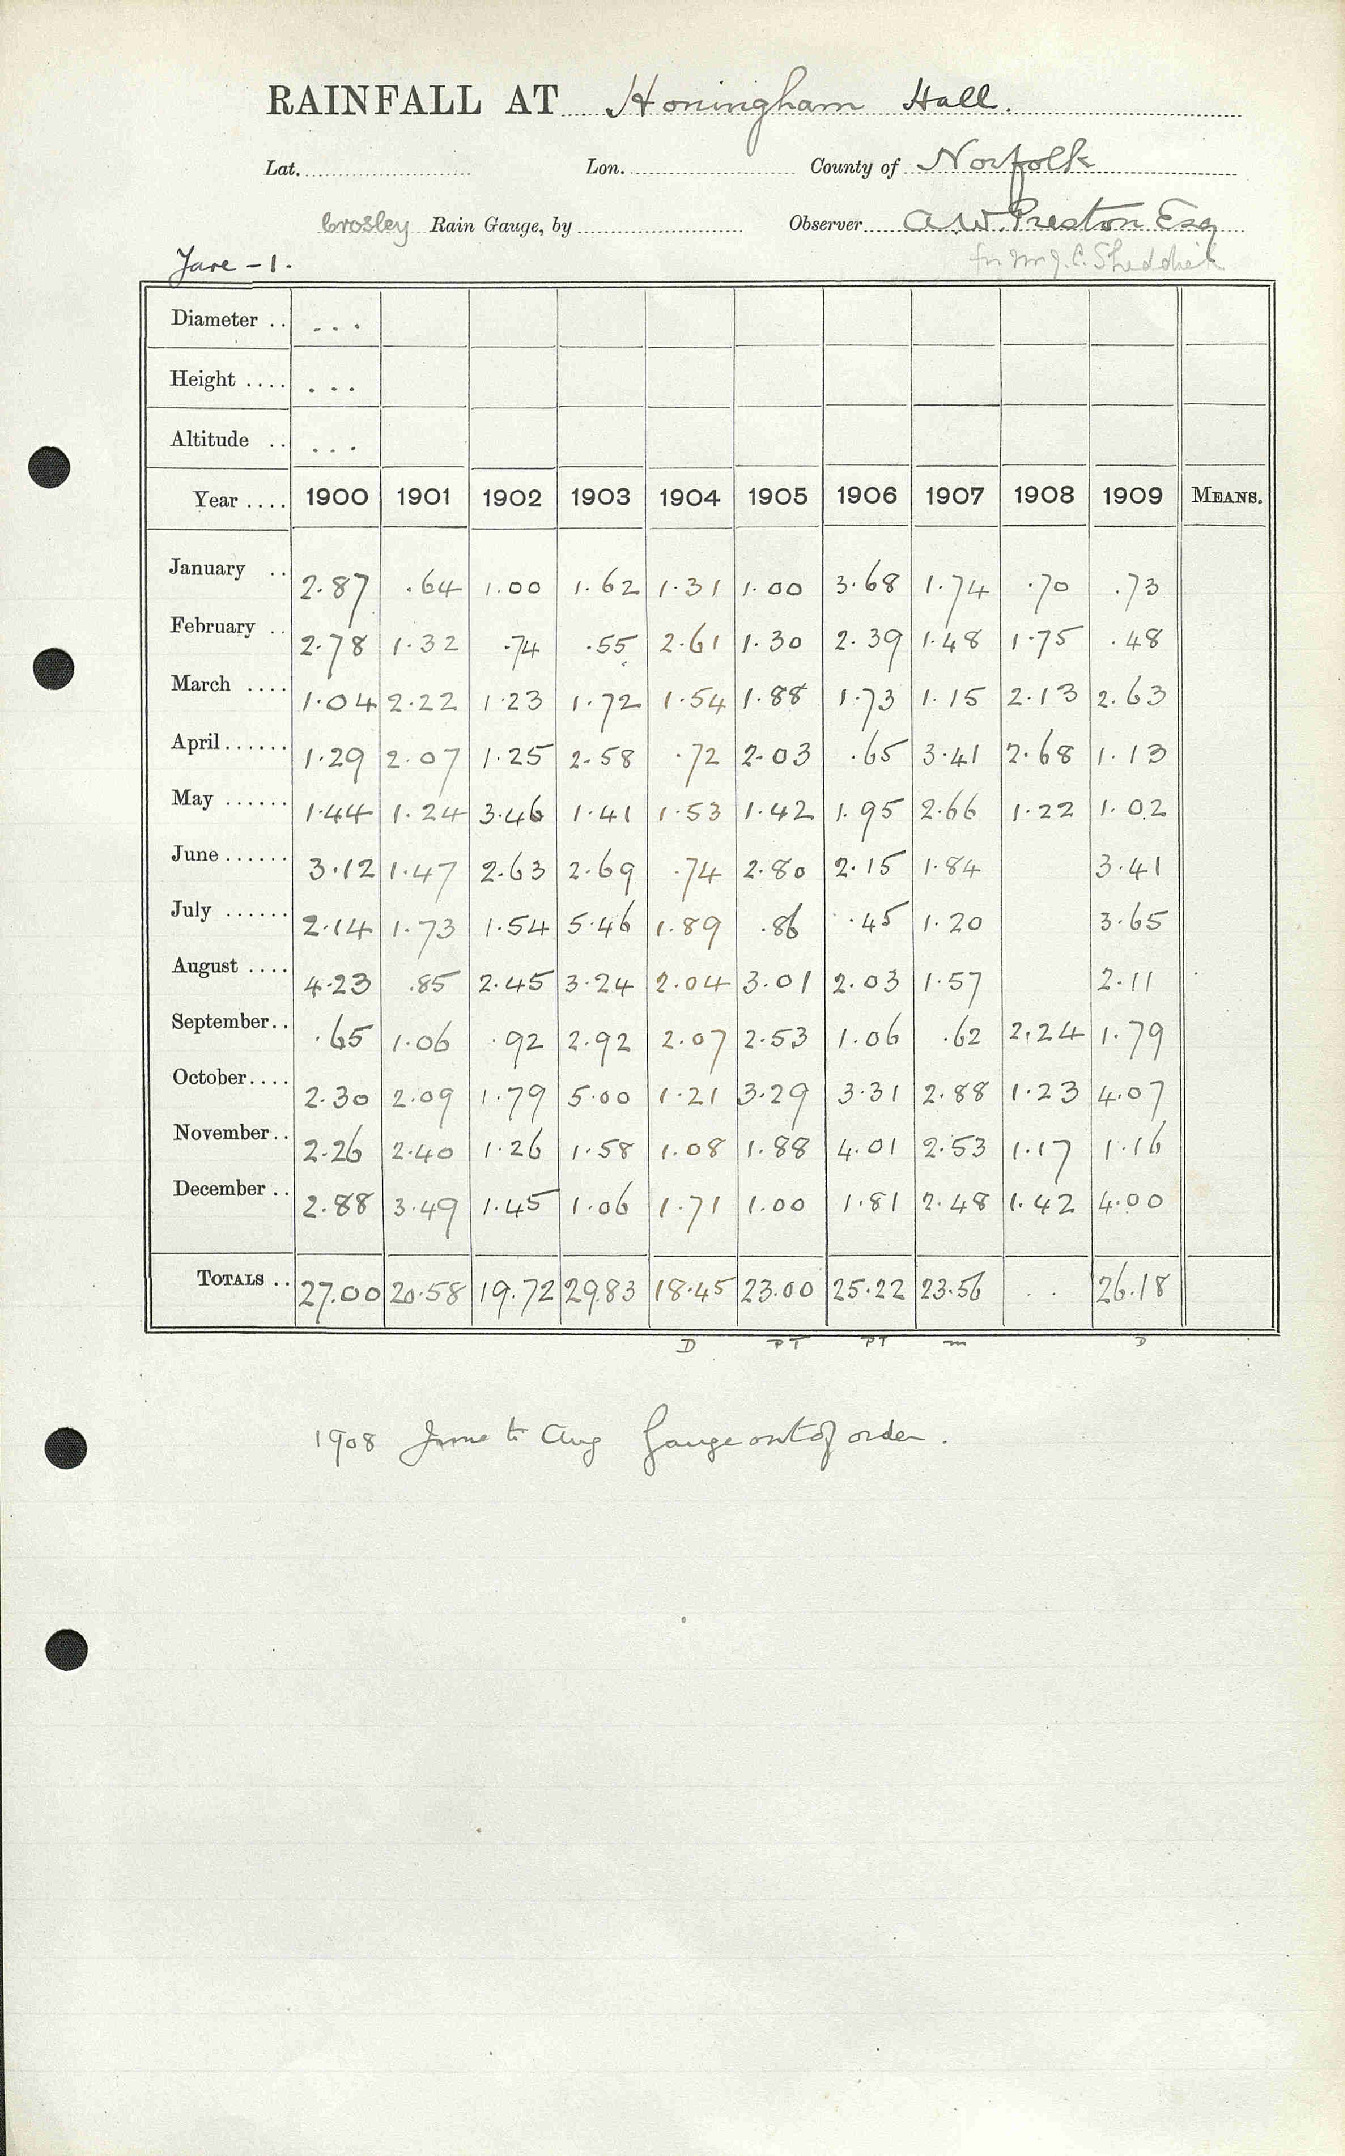 RAINFALL AT Honingham Hall.
Lat. Lon. County of Norfolk
Crosley Rain Gauge, by Observer A.W. Preston Esq
Yare - 1. for Mr J. C. Sheddick
Diameter .. ...
Height .... ...
Altitude .. ...
Year .... 1900 1901 1902 1903 1904 1905 1906 1907 1908 1909 MEANS.
January .. 2.87 .64 1.00 1.62 1.31 1.00 3.68 1.74 .70 .73
February .. 2.78 1.32 .74 .55 2.61 1.30 2.39 1.48 1.75 .48
March .... 1.04 2.22 1.23 1.72 1.54 1.88 1.73 1.15 2.13 2.63
April...... 1.29 2.07 1.25 2.58 .72 2.03 .65 3.41 2.68 1.13
May ...... 1.44 1.24 3.46 1.41 1.53 1.42 1.95 2.66 1.22 1.02
June...... 3.12 1.47 2.63 2.69 .74 2.80 2.15 1.84 3.41
July ...... 2.14 1.73 1.54 5.46 1.89 .86 .45 1.20 3.65
August .... 4.23 .85 2.45 3.24 2.04 3.01 2.03 1.57 2.11
September.. .65 1.06 .92 2.92 2.07 2.53 1.06 .62 2.24 1.79
October.... 2.30 2.09 1.79 5.00 1.21 3.29 3.31 2.88 1.23 4.07
November.. 2.26 2.40 1.26 1.58 1.08 1.88 4.01 2.53 1.17 1.16
December .. 2.88 3.49 1.45 1.06 1.71 1.00 1.81 2.48 1.42 4.00
TOTALS .. 27.00 20.58 19.72 29.83 18.45 23.00 25.22 23.56 .. 26.18
D PT PT m D
1908 June to Aug Gauge out of order.